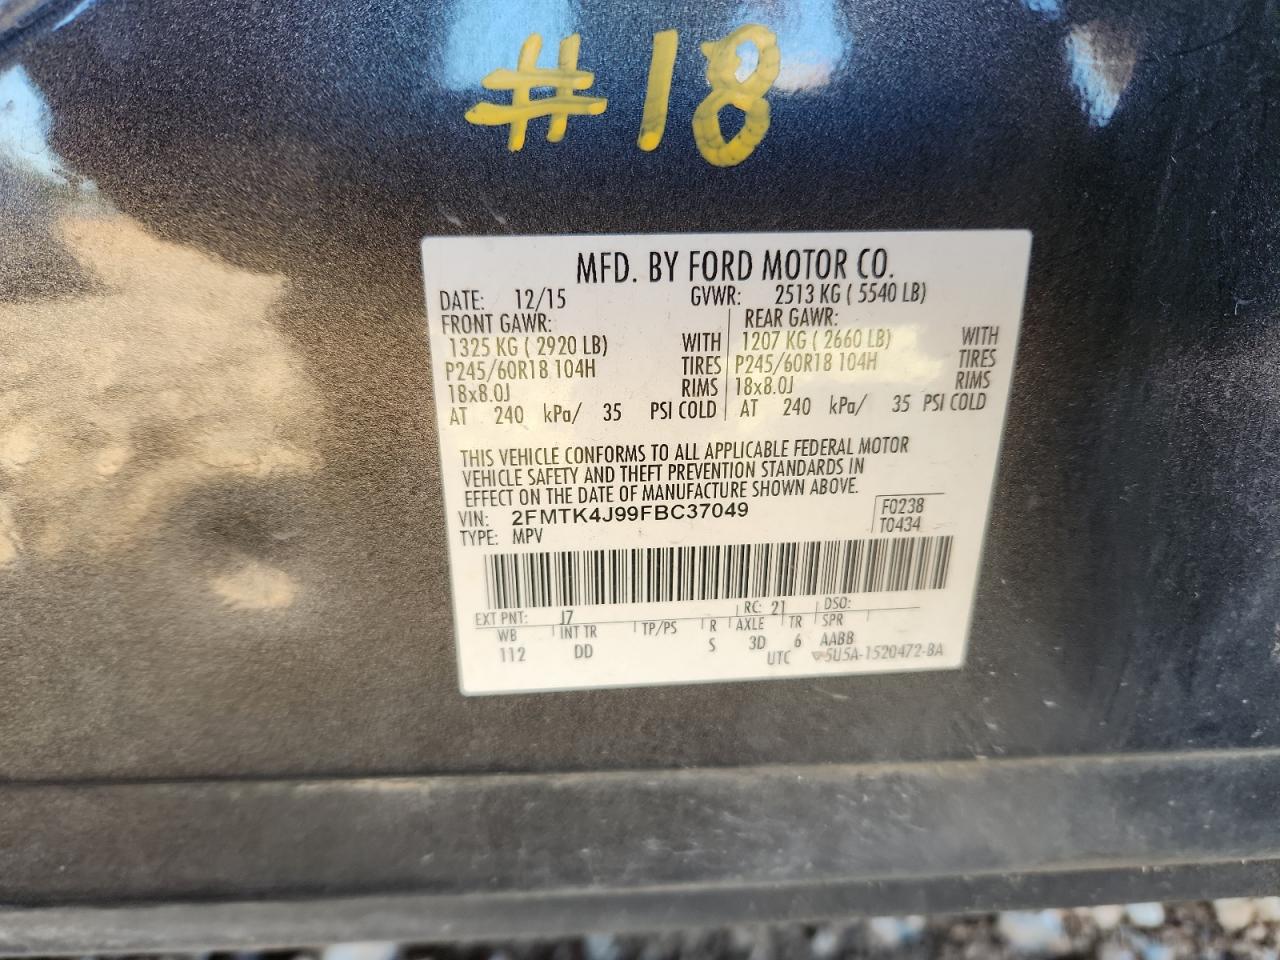 #18
MFD. BY FORD MOTOR CO.
DATE: 12/15 GVWR: 2513 KG ( 5540 LB)
FRONT GAWR: REAR GAWR:
1325 KG ( 2920 LB) WITH 1207 KG ( 2660 LB) WITH
P245/60R18 104H TIRES P245/60R18 104H TIRES
18x8.0J RIMS 18x8.0J RIMS
AT 240 kPa/ 35 PSI COLD AT 240 kPa/ 35 PSI COLD
THIS VEHICLE CONFORMS TO ALL APPLICABLE FEDERAL MOTOR
VEHICLE SAFETY AND THEFT PREVENTION STANDARDS IN
EFFECT ON THE DATE OF MANUFACTURE SHOWN ABOVE.
VIN: 2FMTK4J99FBC37049 F0238
TYPE: MPV T0434
EXT PNT: J7 RC: 21 DSO:
WB INT TR TP/PS R AXLE TR SPR
112 DD S 3D 6 AABB
UTC 5U5A-1520472-BA